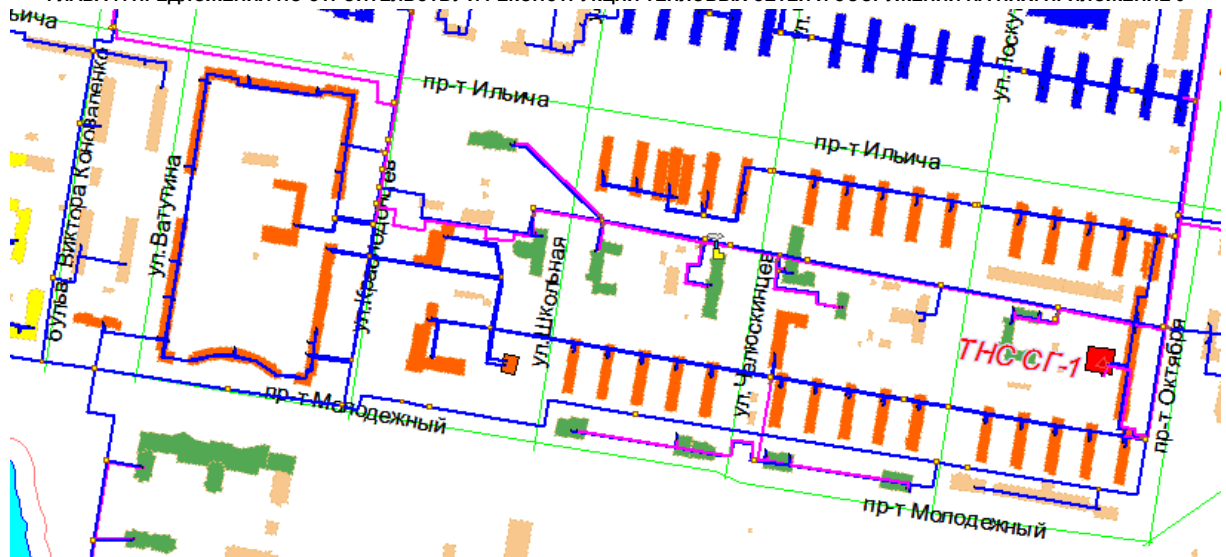 ьича
ул.
пр-т Ильича
ул. Лоску
бульв. Виктора Коноваленко
ул. Ватутина
ул. Краснодонцев
пр-т Ильича
ул. Школьная
ул. Челюскинцев
ТНС СГ-1
пр-т Октября
пр-т Молодежный
пр-т Молодежный